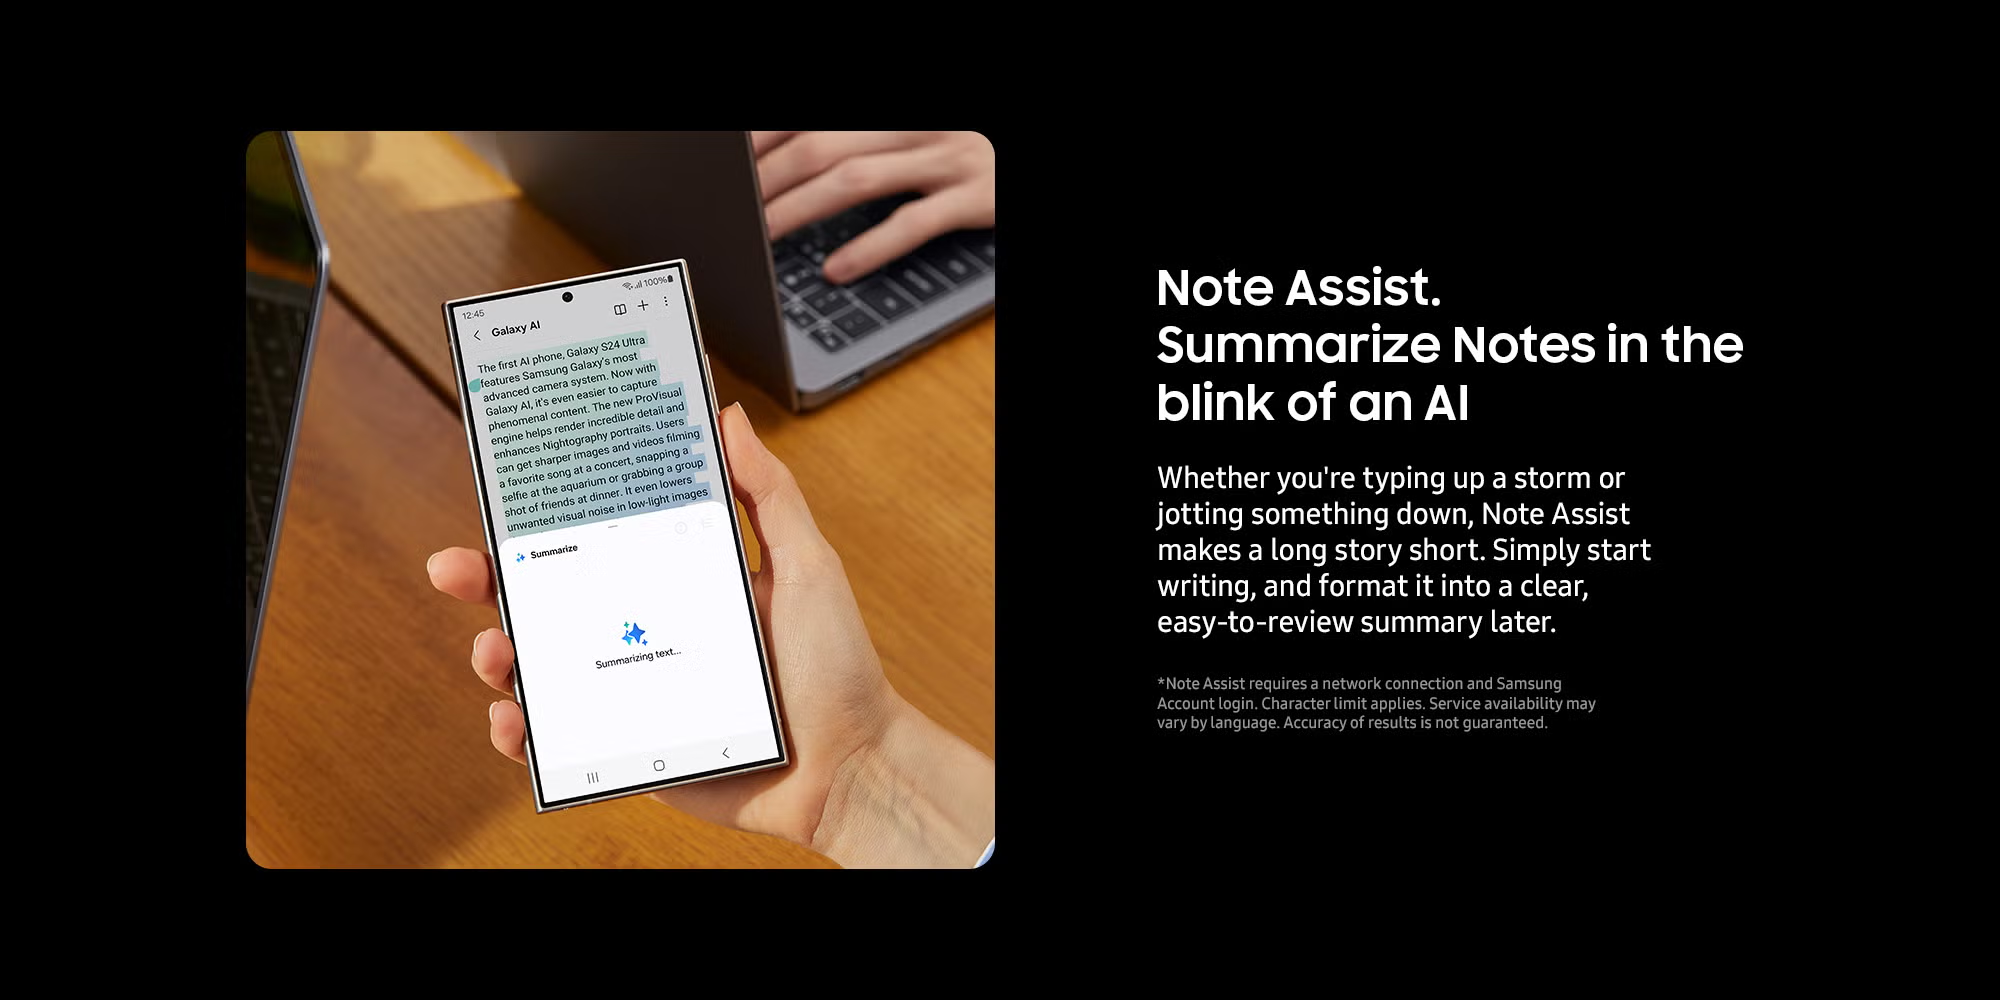 12:45
100%
Galaxy AI
The first AI phone, Galaxy S24 Ultra
features Samsung Galaxy's most
advanced camera system. Now with
Galaxy AI, it's even easier to capture
phenomenal content. The new ProVisual
engine helps render incredible detail and
enhances Nightography portraits. Users
can get sharper images and videos filming
a favorite song at a concert, snapping a
selfie at the aquarium or grabbing a group
shot of friends at dinner. It even lowers
unwanted visual noise in low-light images
Summarize
Summarizing text...
Note Assist.
Summarize Notes in the
blink of an AI
Whether you're typing up a storm or
jotting something down, Note Assist
makes a long story short. Simply start
writing, and format it into a clear,
easy-to-review summary later.
*Note Assist requires a network connection and Samsung
Account login. Character limit applies. Service availability may
vary by language. Accuracy of results is not guaranteed.